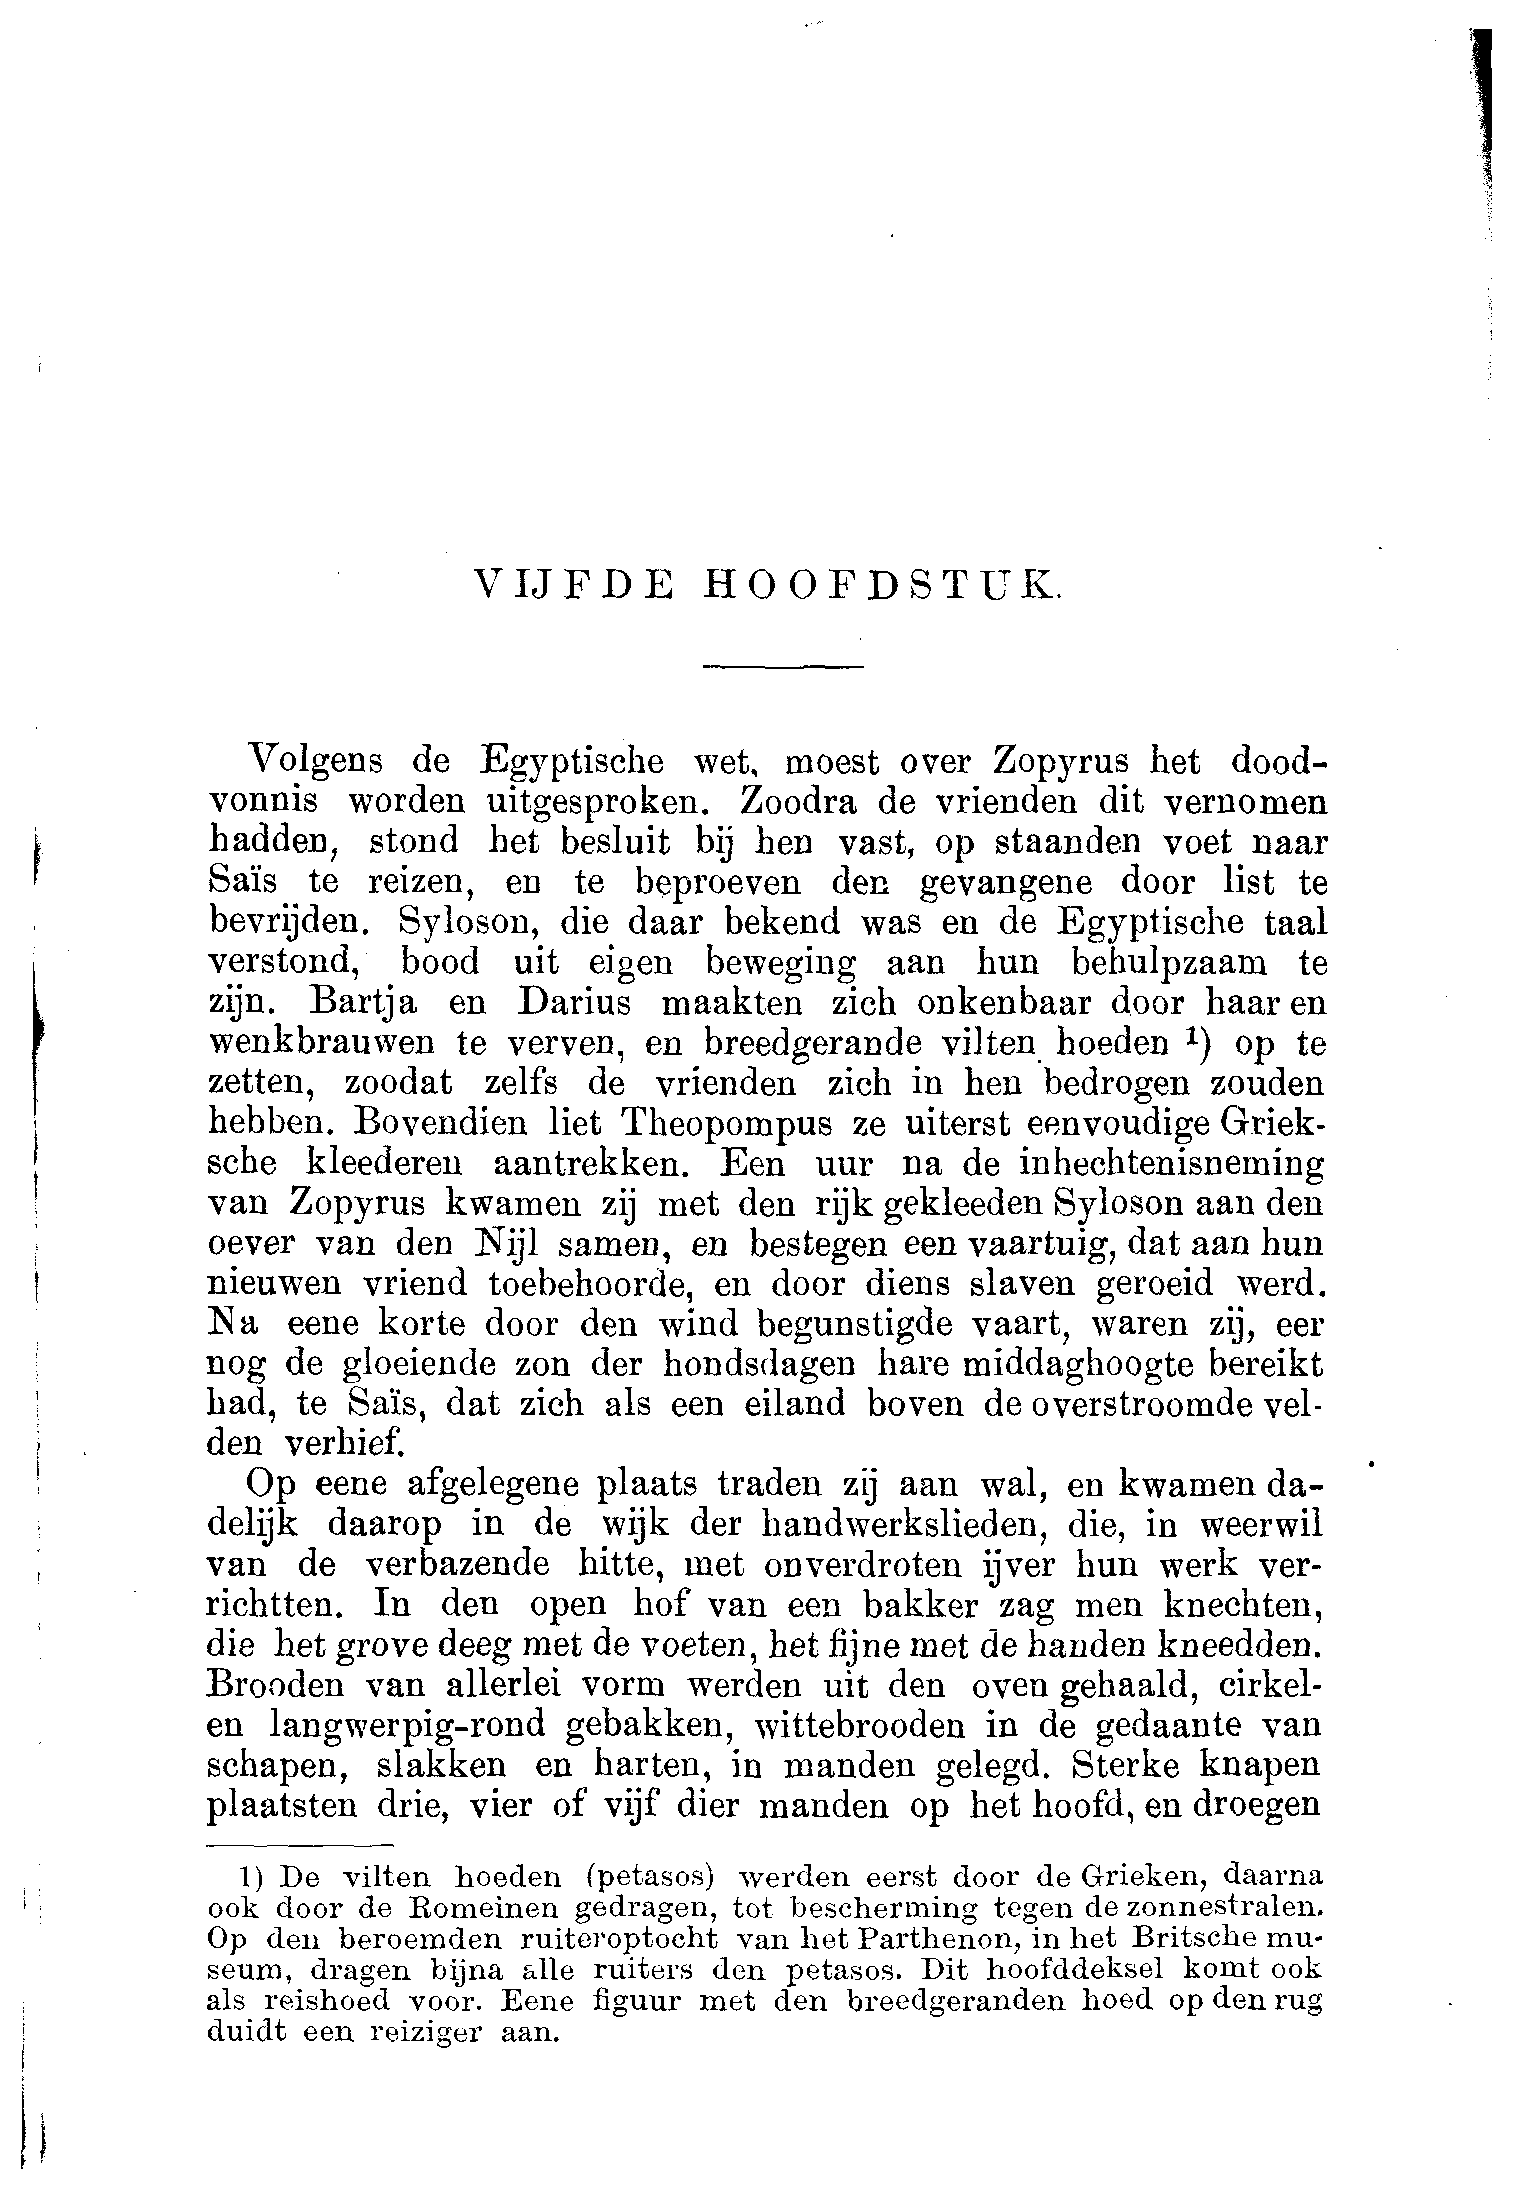 VIJFDE HOOFDSTUK.
Volgens de Egyptische wet, moest over Zopyrus het dood-
vonnis worden uitgesproken. Zoodra de vrienden dit vernomen
hadden, stond het besluit bij hen vast, op staanden voet naar
Saïs te reizen, en te beproeven den gevangene door list te
bevrijden. Syloson, die daar bekend was en de Egyptische taal
verstond, bood uit eigen beweging aan hun behulpzaam te
zijn. Bartja en Darius maakten zich onkenbaar door haar en
wenkbrauwen te verven, en breedgerande vilten hoeden ¹) op te
zetten, zoodat zelfs de vrienden zich in hen bedrogen zouden
hebben. Bovendien liet Theopompus ze uiterst eenvoudige Griek-
sche kleederen aantrekken. Een uur na de inhechtenisneming
van Zopyrus kwamen zij met den rijk gekleeden Syloson aan den
oever van den Nijl samen, en bestegen een vaartuig, dat aan hun
nieuwen vriend toebehoorde, en door diens slaven geroeid werd.
Na eene korte door den wind begunstigde vaart, waren zij, eer
nog de gloeiende zon der hondsdagen hare middaghoogte bereikt
had, te Saïs, dat zich als een eiland boven de overstroomde vel-
den verhief.
Op eene afgelegene plaats traden zij aan wal, en kwamen da-
delijk daarop in de wijk der handwerkslieden, die, in weerwil
van de verbazende hitte, met onverdroten ijver hun werk ver-
richtten. In den open hof van een bakker zag men knechten,
die het grove deeg met de voeten, het fijne met de handen kneedden.
Brooden van allerlei vorm werden uit den oven gehaald, cirkel-
en langwerpig-rond gebakken, wittebrooden in de gedaante van
schapen, slakken en harten, in manden gelegd. Sterke knapen
plaatsten drie, vier of vijf dier manden op het hoofd, en droegen
1) De vilten hoeden (petasos) werden eerst door de Grieken, daarna
ook door de Romeinen gedragen, tot bescherming tegen de zonnestralen.
Op den beroemden ruiteroptocht van het Parthenon, in het Britsche mu-
seum, dragen bijna alle ruiters den petasos. Dit hoofddeksel komt ook
als reishoed voor. Eene figuur met den breedgeranden hoed op den rug
duidt een reiziger aan.